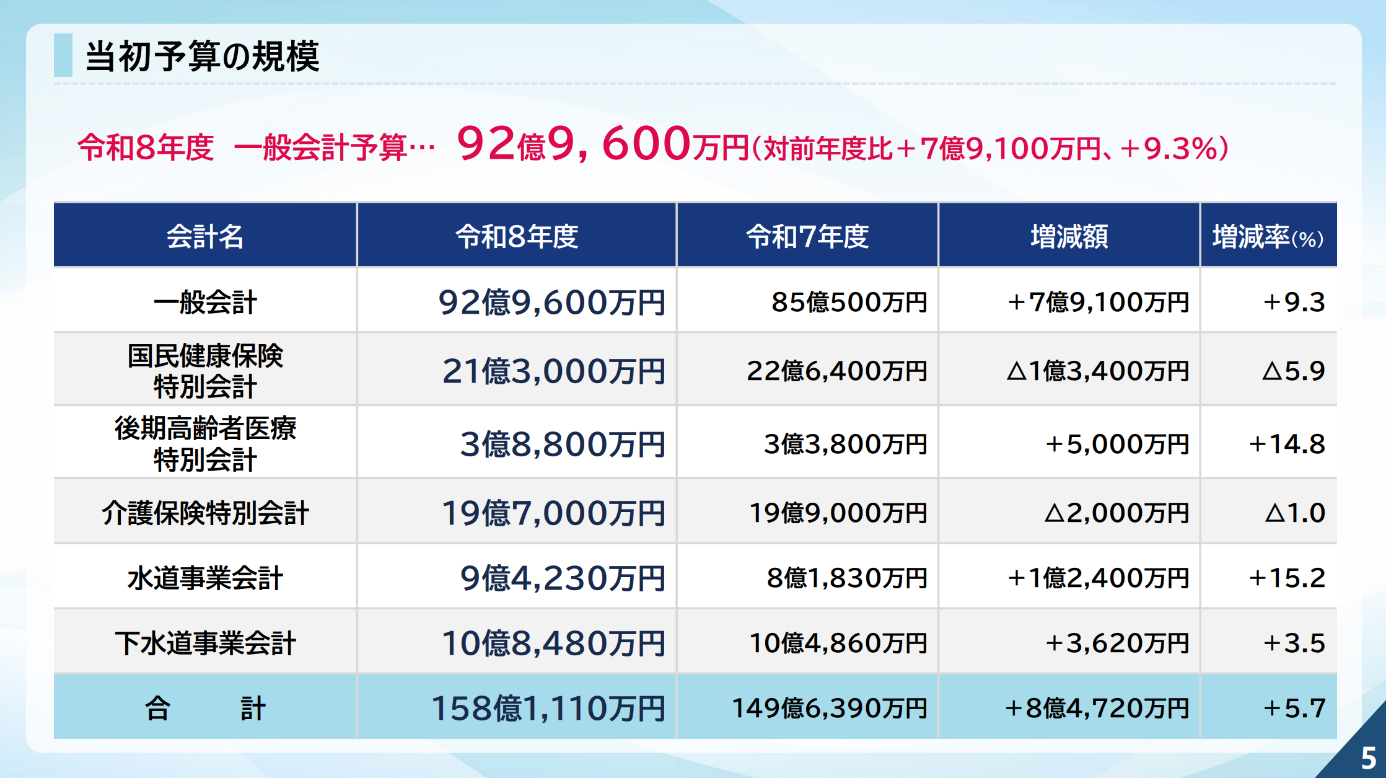 当初予算の規模
令和8年度 一般会計予算… 92億9,600万円(対前年度比+7億9,100万円、+9.3%)
会計名 令和8年度 令和7年度 増減額 増減率(%)
一般会計 92億9,600万円 85億500万円 +7億9,100万円 +9.3
国民健康保険
特別会計 21億3,000万円 22億6,400万円 △1億3,400万円 △5.9
後期高齢者医療
特別会計 3億8,800万円 3億3,800万円 +5,000万円 +14.8
介護保険特別会計 19億7,000万円 19億9,000万円 △2,000万円 △1.0
水道事業会計 9億4,230万円 8億1,830万円 +1億2,400万円 +15.2
下水道事業会計 10億8,480万円 10億4,860万円 +3,620万円 +3.5
合 計 158億1,110万円 149億6,390万円 +8億4,720万円 +5.7
5